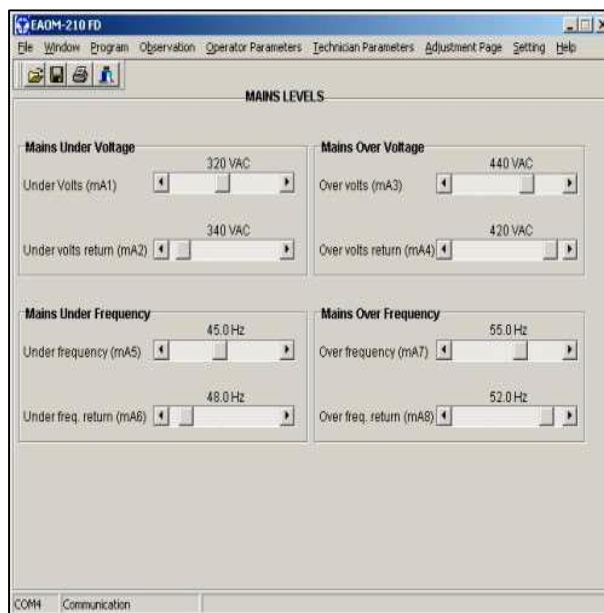 EAOM-210 FD
File Window Program Observation Operator Parameters Technician Parameters Adjustment Page Setting Help
MAINS LEVELS
Mains Under Voltage
320 VAC
Under Volts (mA1)
340 VAC
Under volts return (mA2)
Mains Over Voltage
440 VAC
Over volts (mA3)
420 VAC
Over volts return (mA4)
Mains Under Frequency
45.0 Hz
Under frequency (mA5)
48.0 Hz
Under freq. return (mA6)
Mains Over Frequency
55.0 Hz
Over frequency (mA7)
52.0 Hz
Over freq. return (mA8)
COM4 Communication